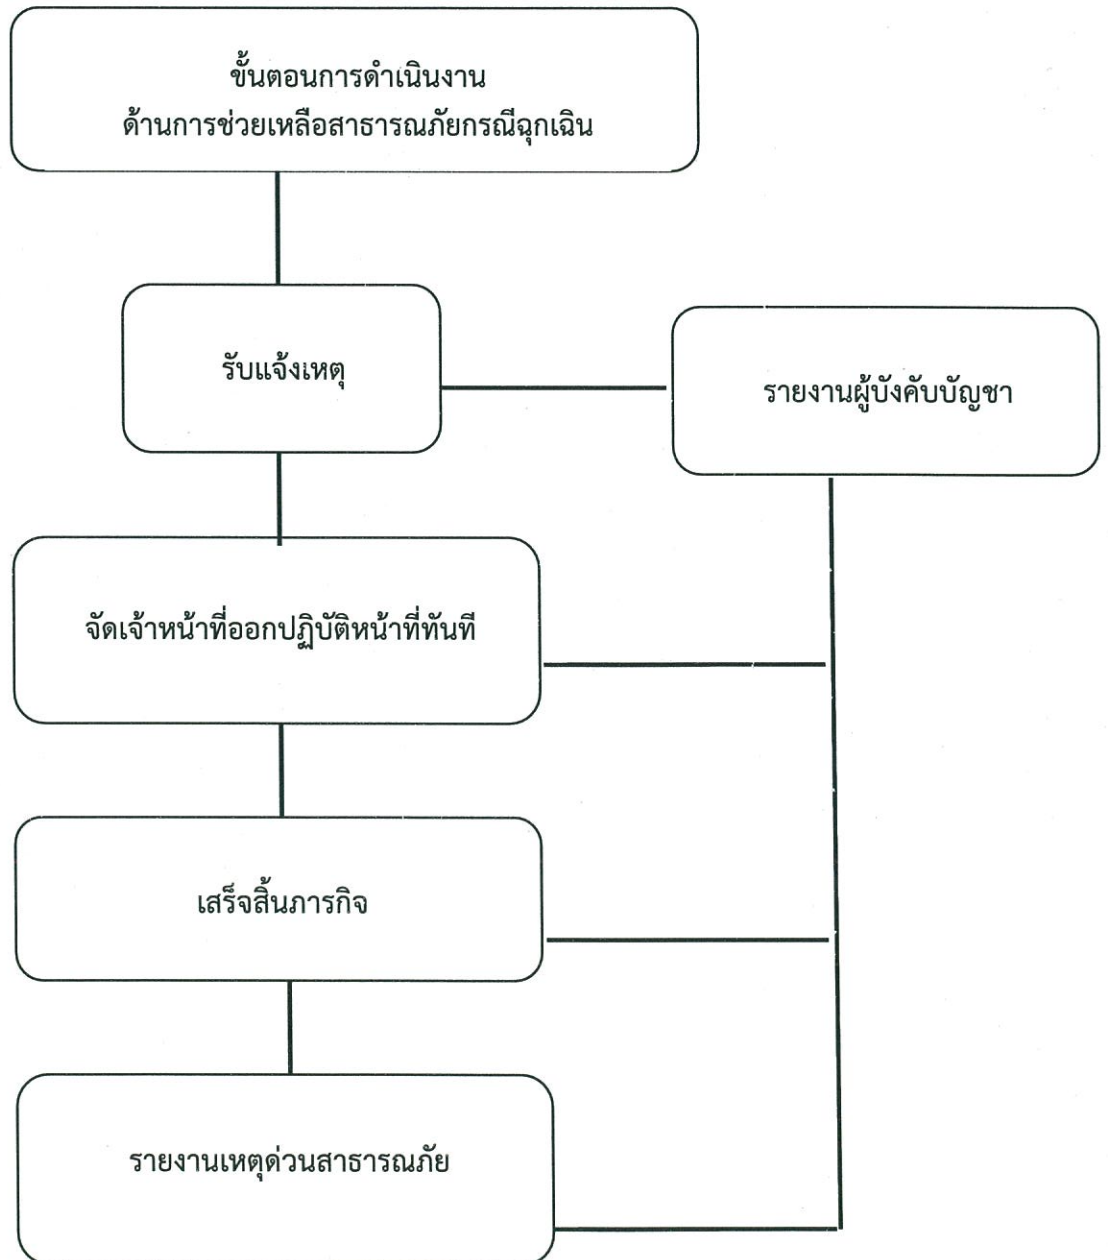 ขั้นตอนการดำเนินงาน
ด้านการช่วยเหลือสาธารณภัยกรณีฉุกเฉิน
รับแจ้งเหตุ
รายงานผู้บังคับบัญชา
จัดเจ้าหน้าที่ออกปฏิบัติหน้าที่ทันที
เสร็จสิ้นภารกิจ
รายงานเหตุด่วนสาธารณภัย